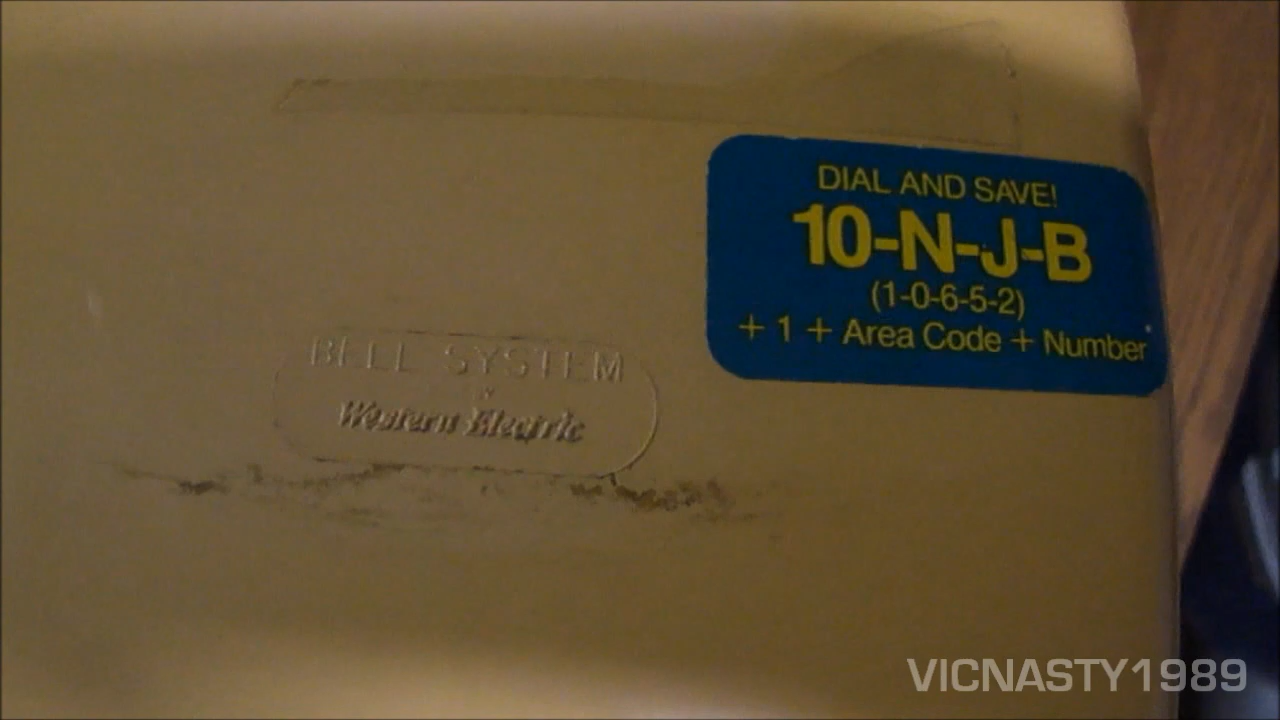 DIAL AND SAVE!
10-N-J-B
(1-0-6-5-2)
+ 1 + Area Code + Number
BELL SYSTEM
Western Electric
VICNASTY1989